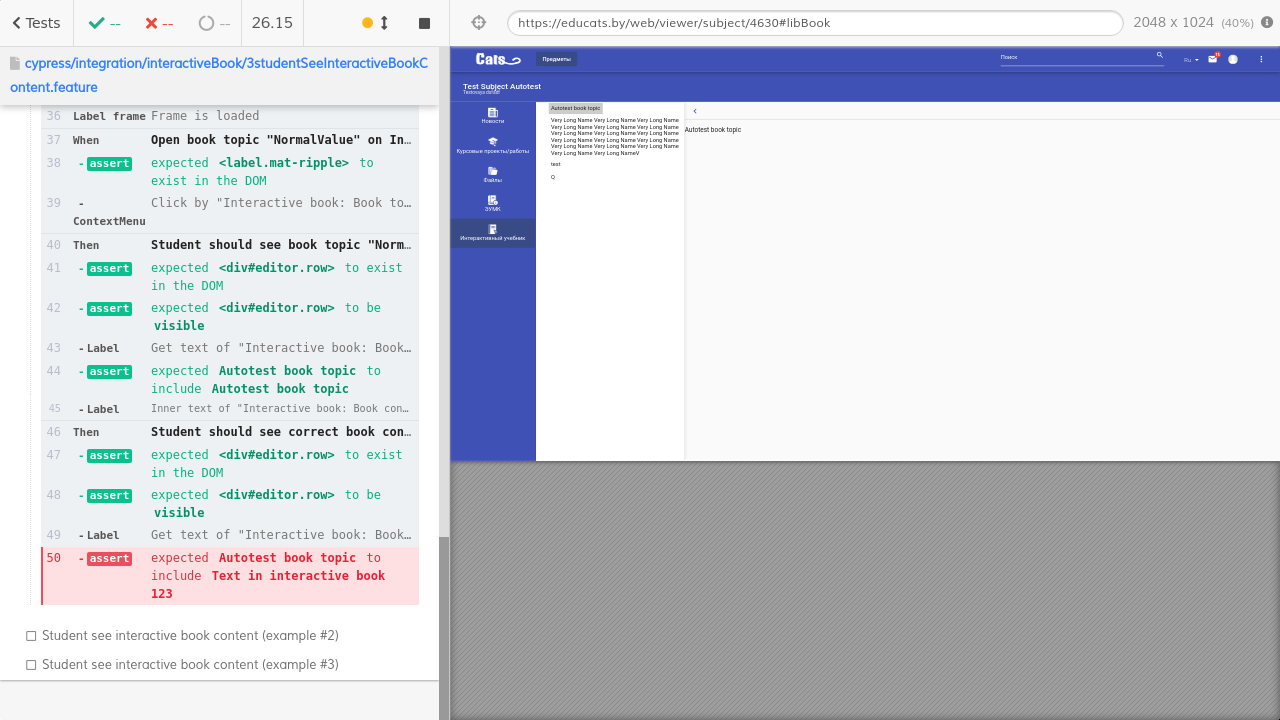 Tests
--
--
--
26.15
https://educats.by/web/viewer/subject/4630#libBook
2048 x 1024 (40%)
cypress/integration/interactiveBook/3studentSeeInteractiveBookC
ontent.feature
36 Label frame Frame is loaded
37 When Open book topic "NormalValue" on In…
38 - assert expected <label.mat-ripple> to
exist in the DOM
39 - Click by "Interactive book: Book to…
ContextMenu
40 Then Student should see book topic "Norm…
41 - assert expected <div#editor.row> to exist
in the DOM
42 - assert expected <div#editor.row> to be
visible
43 - Label Get text of "Interactive book: Book…
44 - assert expected Autotest book topic to
include Autotest book topic
45 - Label Inner text of "Interactive book: Book con…
46 Then Student should see correct book con…
47 - assert expected <div#editor.row> to exist
in the DOM
48 - assert expected <div#editor.row> to be
visible
49 - Label Get text of "Interactive book: Book…
50 - assert expected Autotest book topic to
include Text in interactive book
123
Student see interactive book content (example #2)
Student see interactive book content (example #3)
Cats
Предметы
Поиск
Ru
Test Subject Autotest
Новости
Курсовые проекты/работы
Файлы
ЭУМК
Интерактивный учебник
Autotest book topic
Very Long Name Very Long Name Very Long Name
Very Long Name Very Long Name Very Long Name
Very Long Name Very Long Name Very Long Name
Very Long Name Very Long Name Very Long Name
Very Long Name Very Long Name Very Long Name
Very Long Name Very Long NameV
text
Q
Autotest book topic